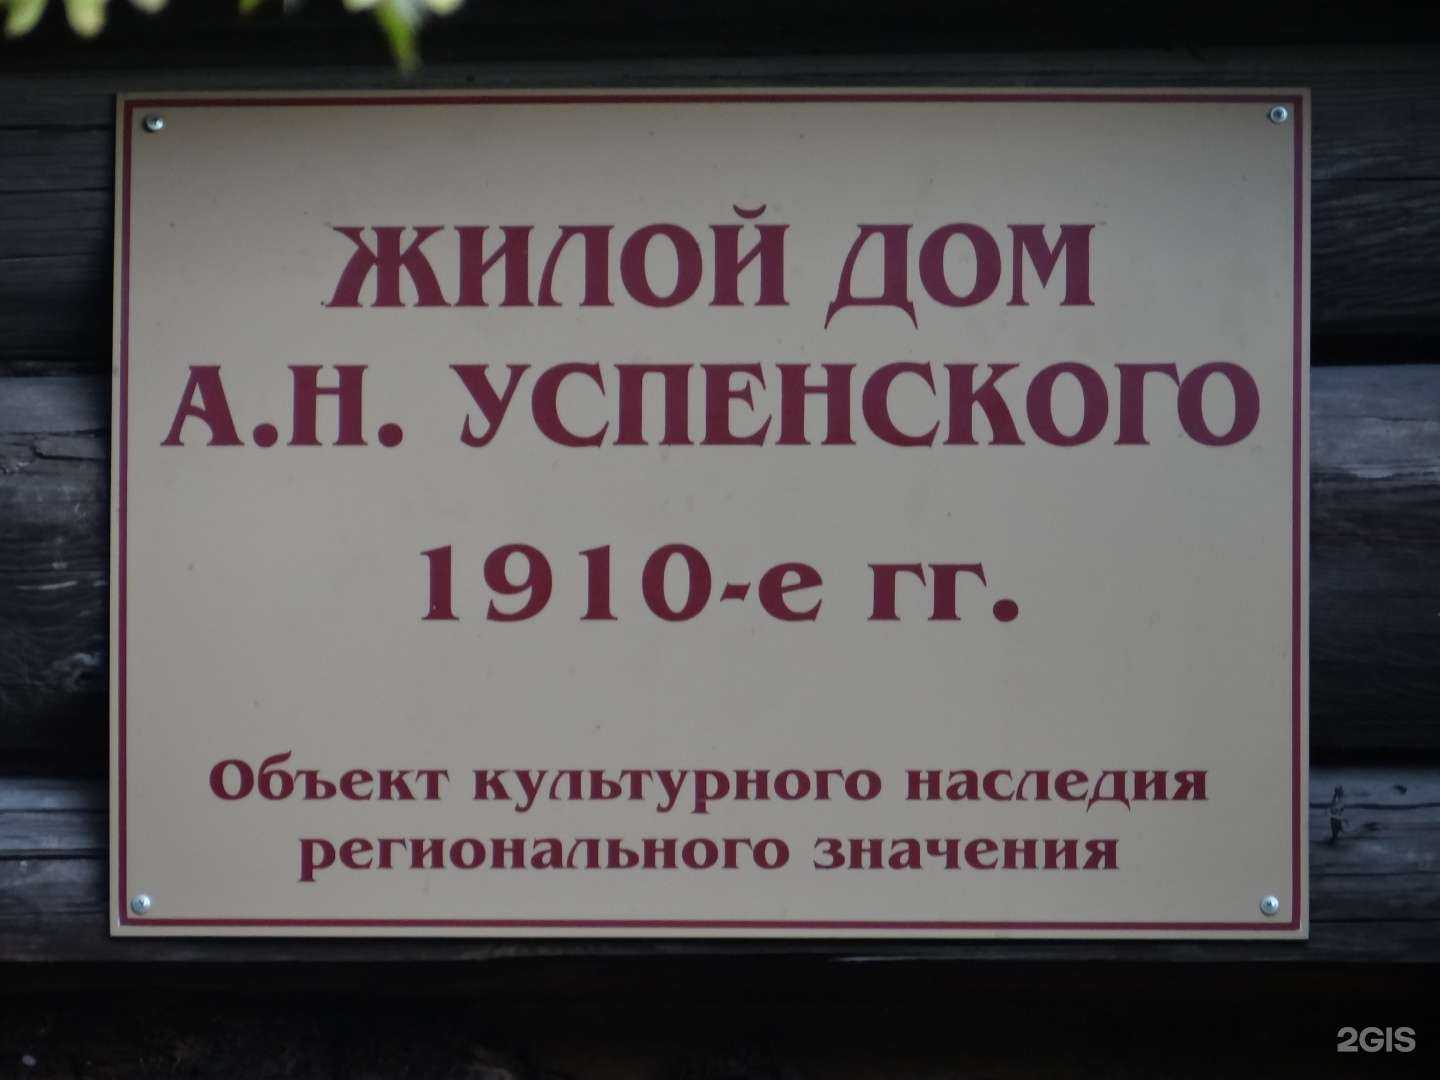 ЖИЛОЙ ДОМ
А.Н. УСПЕНСКОГО
1910-е гг.
Объект культурного наследия
регионального значения
2GIS